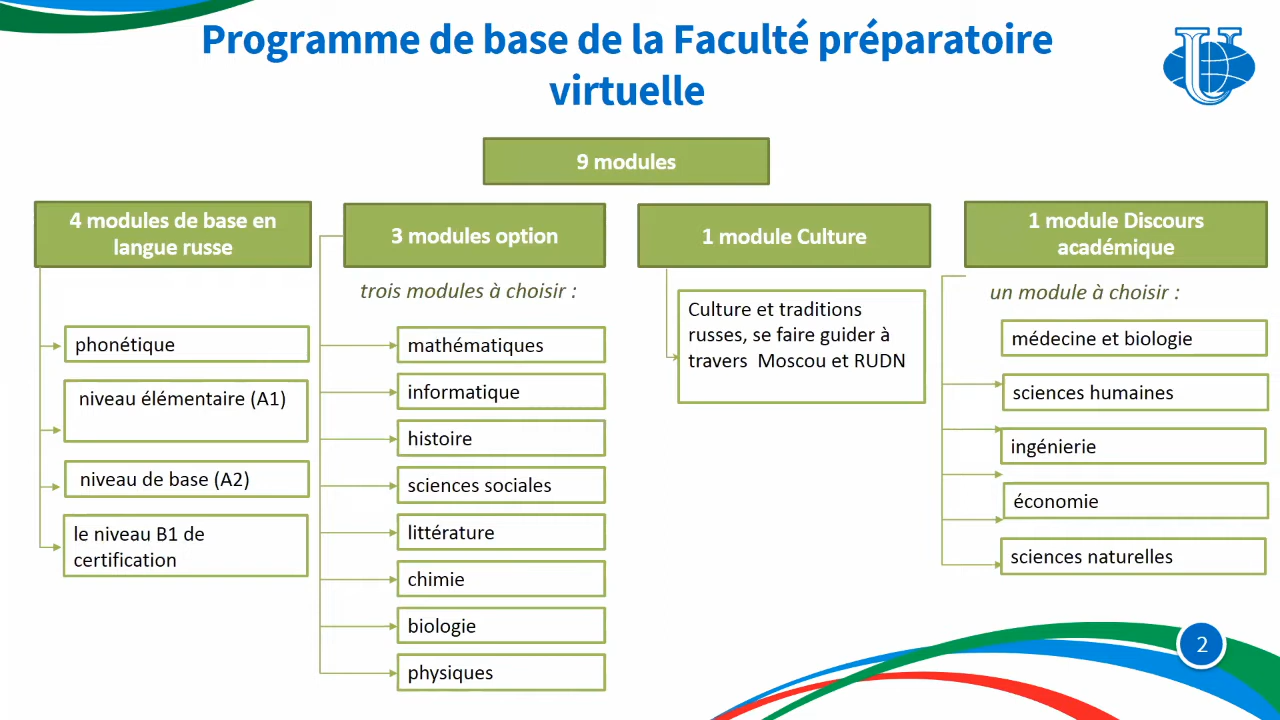 Programme de base de la Faculté préparatoire
virtuelle
9 modules
4 modules de base en
langue russe
phonétique
niveau élémentaire (A1)
niveau de base (A2)
le niveau B1 de
certification
3 modules option
trois modules à choisir :
mathématiques
informatique
histoire
sciences sociales
littérature
chimie
biologie
physiques
1 module Culture
Culture et traditions
russes, se faire guider à
travers Moscou et RUDN
1 module Discours
académique
un module à choisir :
médecine et biologie
sciences humaines
ingénierie
économie
sciences naturelles
2